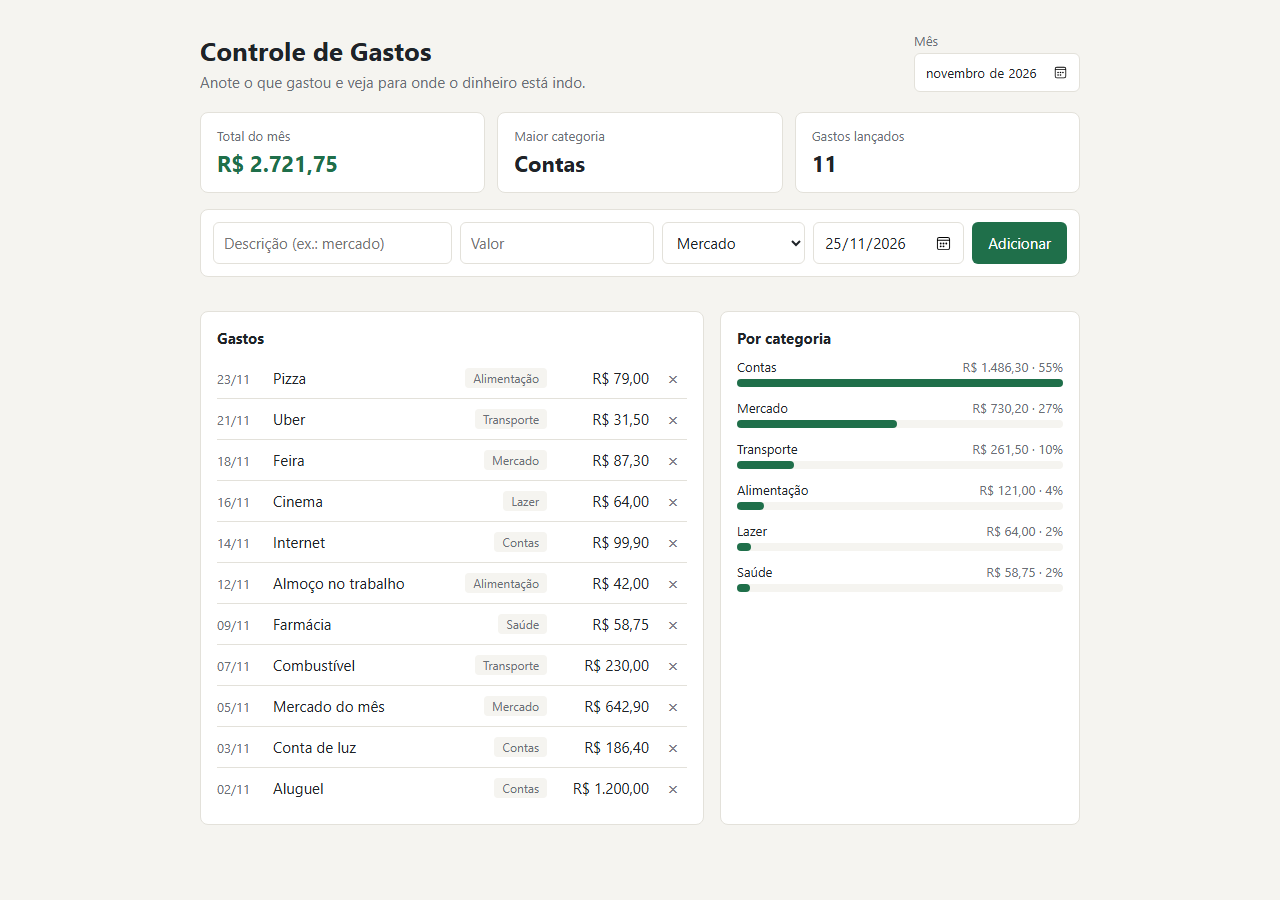 Controle de Gastos
Anote o que gastou e veja para onde o dinheiro está indo.
Mês
novembro de 2026
Total do mês
R$ 2.721,75
Maior categoria
Contas
Gastos lançados
11
Descrição (ex.: mercado) Valor Mercado 25/11/2026 Adicionar
Gastos
23/11 Pizza Alimentação R$ 79,00 ×
21/11 Uber Transporte R$ 31,50 ×
18/11 Feira Mercado R$ 87,30 ×
16/11 Cinema Lazer R$ 64,00 ×
14/11 Internet Contas R$ 99,90 ×
12/11 Almoço no trabalho Alimentação R$ 42,00 ×
09/11 Farmácia Saúde R$ 58,75 ×
07/11 Combustível Transporte R$ 230,00 ×
05/11 Mercado do mês Mercado R$ 642,90 ×
03/11 Conta de luz Contas R$ 186,40 ×
02/11 Aluguel Contas R$ 1.200,00 ×
Por categoria
Contas R$ 1.486,30 · 55%
Mercado R$ 730,20 · 27%
Transporte R$ 261,50 · 10%
Alimentação R$ 121,00 · 4%
Lazer R$ 64,00 · 2%
Saúde R$ 58,75 · 2%